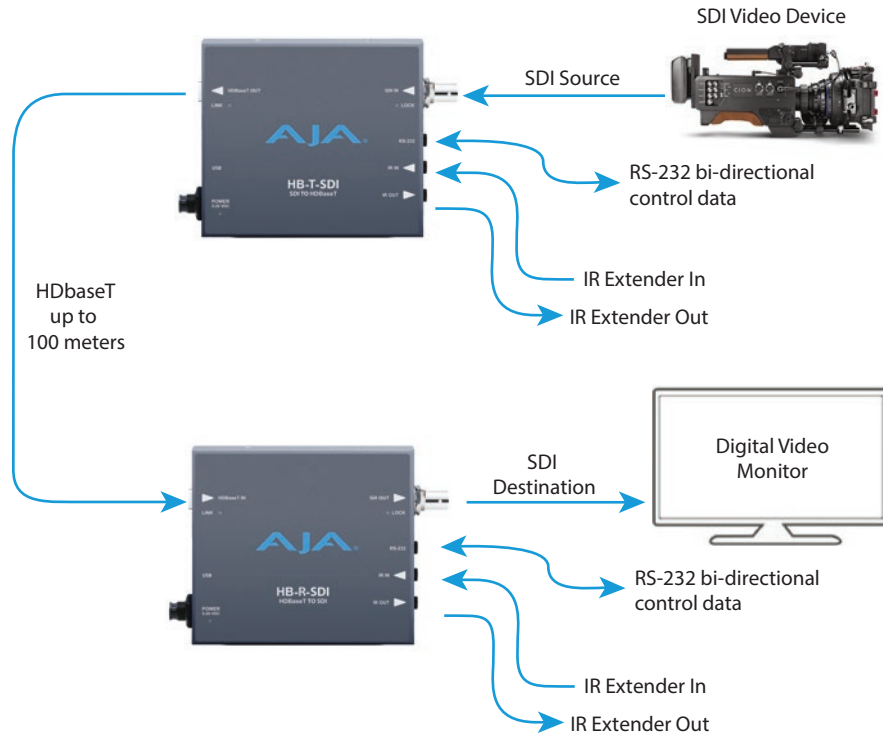 SDI Video Device
SDI Source
CION
HDBaseT OUT
SDI IN
LINK
LOCK
AJA
RS-232
USB
IR IN
HB-T-SDI
SDI TO HDBaseT
IR OUT
POWER
RS-232 bi-directional
control data
IR Extender In
IR Extender Out
HDbaseT
up to
100 meters
SDI
Destination
Digital Video
Monitor
HDBaseT IN
SDI OUT
LINK
LOCK
AJA
RS-232
USB
IR IN
HB-R-SDI
HDBaseT TO SDI
IR OUT
POWER
RS-232 bi-directional
control data
IR Extender In
IR Extender Out